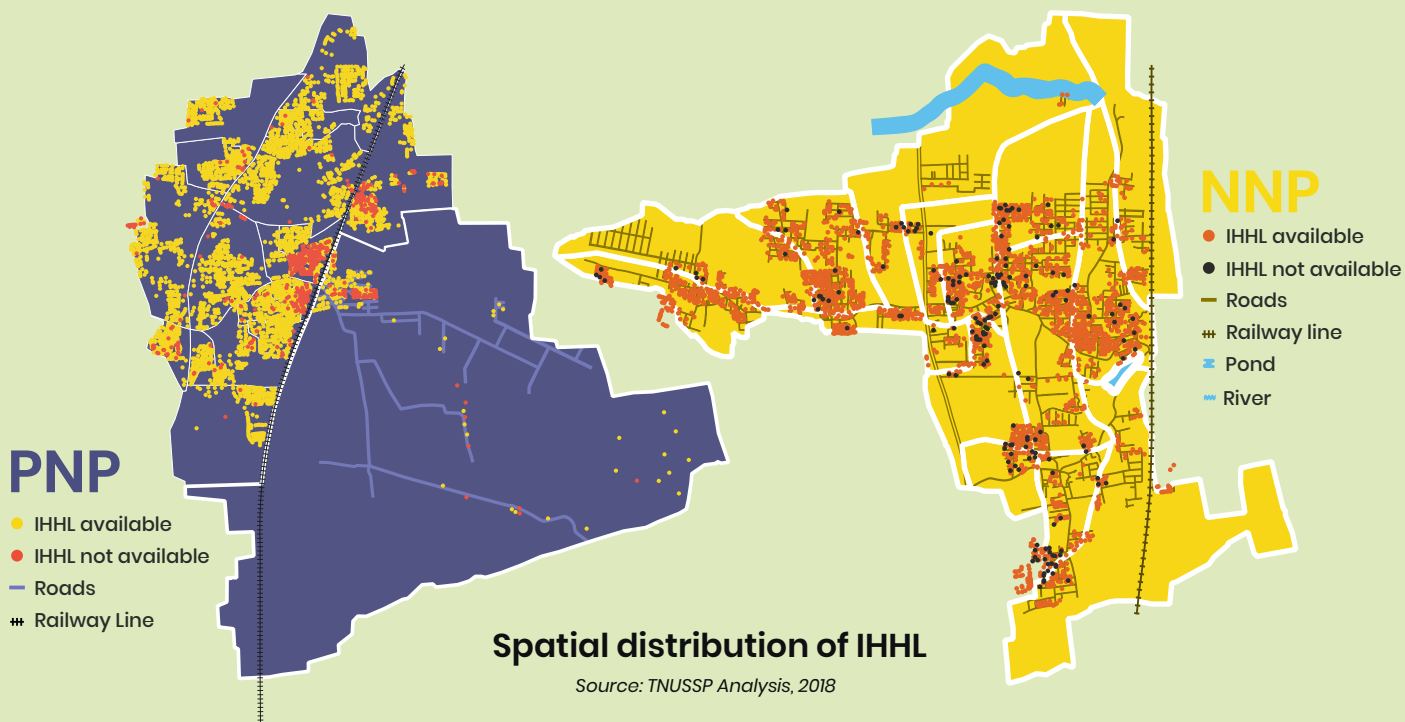 PNP
IHHL available
IHHL not available
Roads
Railway Line
NNP
IHHL available
IHHL not available
Roads
Railway line
Pond
River
Spatial distribution of IHHL
Source: TNUSSP Analysis, 2018